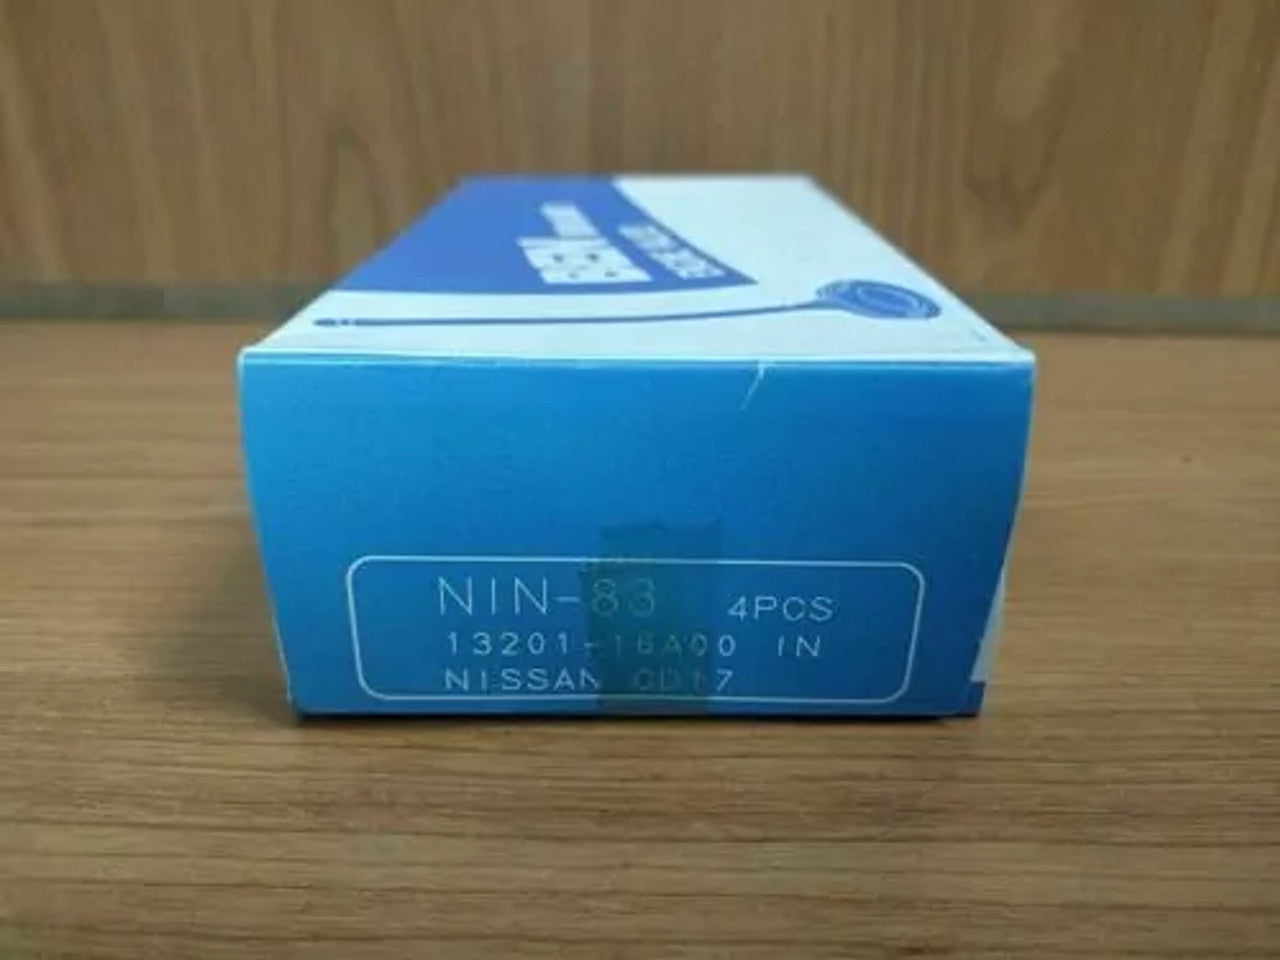 NIN-83 4PCS
13201-16A00 IN
NISSAN CD17